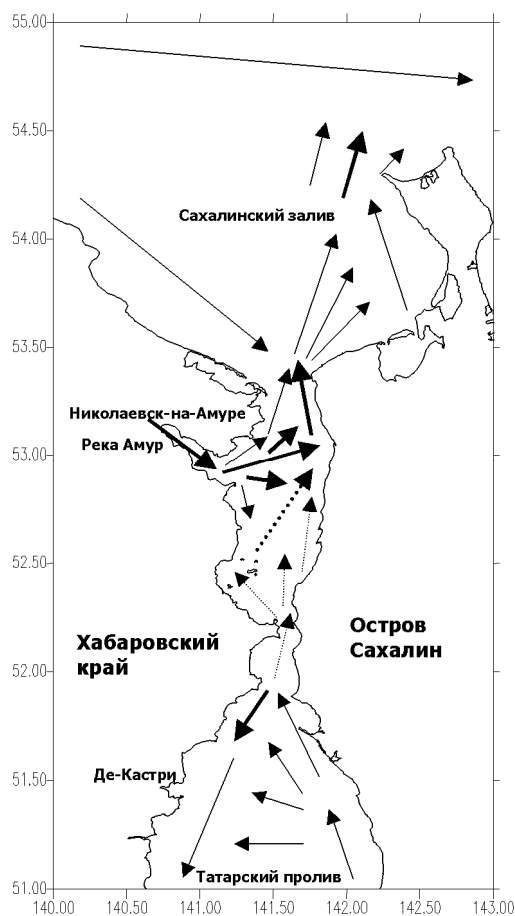 55.00
54.50
Сахалинский залив
54.00
53.50
Николаевск-на-Амуре
Река Амур
53.00
52.50
Остров
Сахалин
Хабаровский
край
52.00
Де-Кастри
51.50
Татарский пролив
51.00
140.00 140.50 141.00 141.50 142.00 142.50 143.00